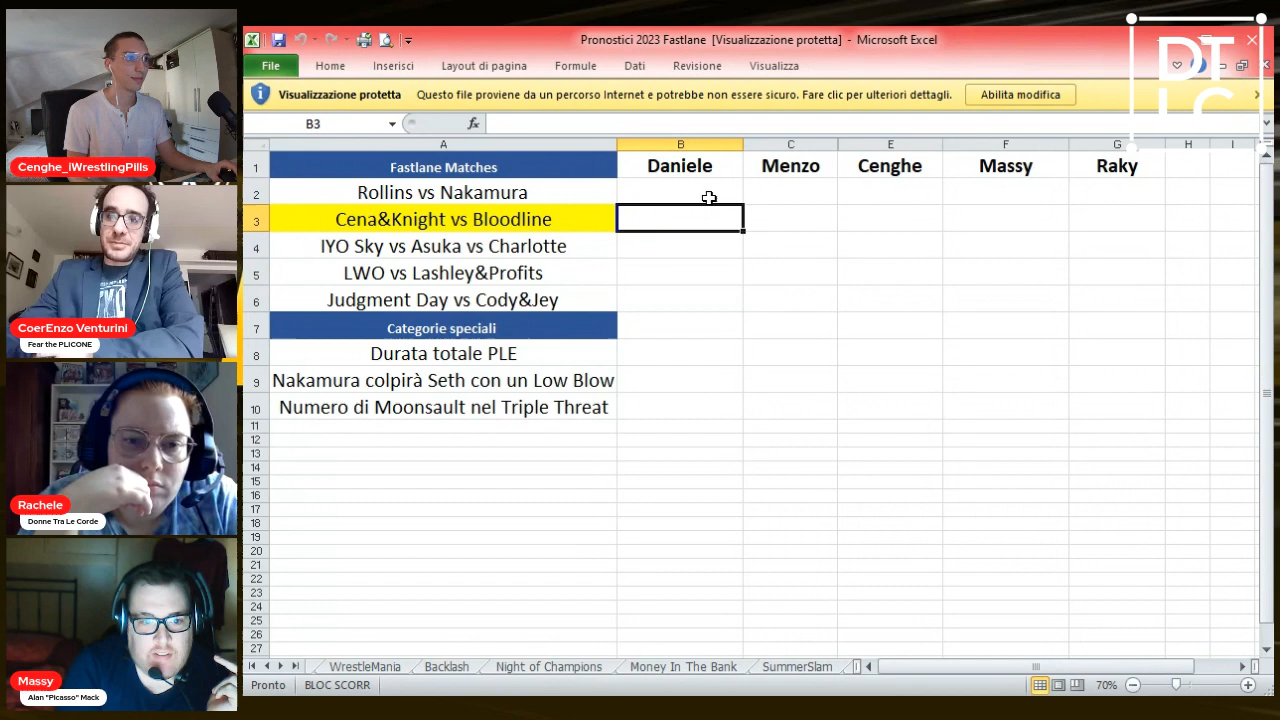 Cenghe_iWrestlingPills
CoerEnzo Venturini
Fear the PLICONE
Rachele
Donne Tra Le Corde
Massy
Alan "Picasso" Mack
DT
LC
Pronostici 2023 Fastlane [Visualizzazione protetta] - Microsoft Excel
File Home Inserisci Layout di pagina Formule Dati Revisione Visualizza
Visualizzazione protetta Questo file proviene da un percorso Internet e potrebbe non essere sicuro. Fare clic per ulteriori dettagli. Abilita modifica
B3 fx
A B C D E F G H I
1 Fastlane Matches Daniele Menzo Cenghe Massy Raky
2 Rollins vs Nakamura
3 Cena&Knight vs Bloodline
4 IYO Sky vs Asuka vs Charlotte
5 LWO vs Lashley&Profits
6 Judgment Day vs Cody&Jey
7 Categorie speciali
8 Durata totale PLE
9 Nakamura colpirà Seth con un Low Blow
10 Numero di Moonsault nel Triple Threat
11
12
13
14
15
16
17
18
19
20
21
22
23
24
25
26
27
WrestleMania Backlash Night of Champions Money In The Bank SummerSlam
Pronto BLOC SCORR 70%